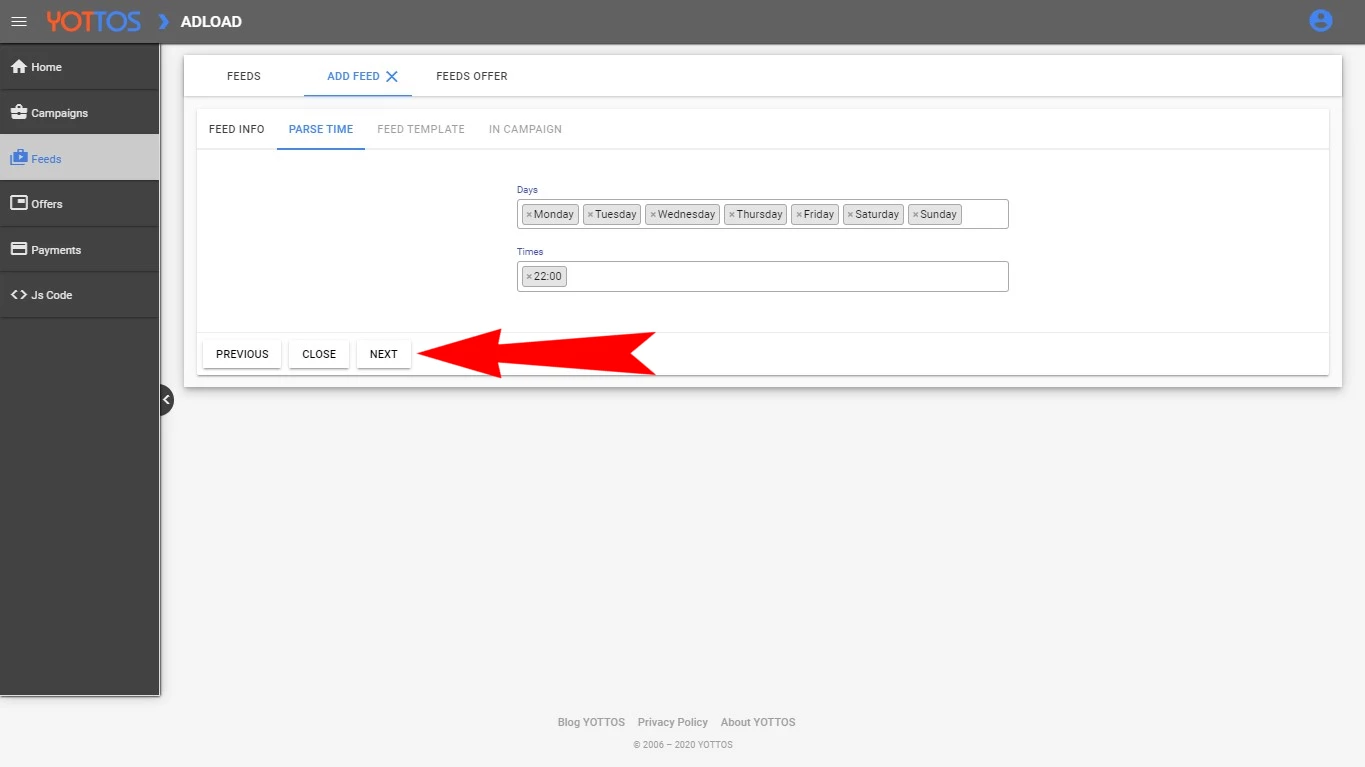 YOTTOS ADLOAD
Home
Campaigns
Feeds
Offers
Payments
Js Code
FEEDS ADD FEED FEEDS OFFER
FEED INFO PARSE TIME FEED TEMPLATE IN CAMPAIGN
Days
×Monday ×Tuesday ×Wednesday ×Thursday ×Friday ×Saturday ×Sunday
Times
×22:00
PREVIOUS CLOSE NEXT
Blog YOTTOS Privacy Policy About YOTTOS
© 2006 – 2020 YOTTOS